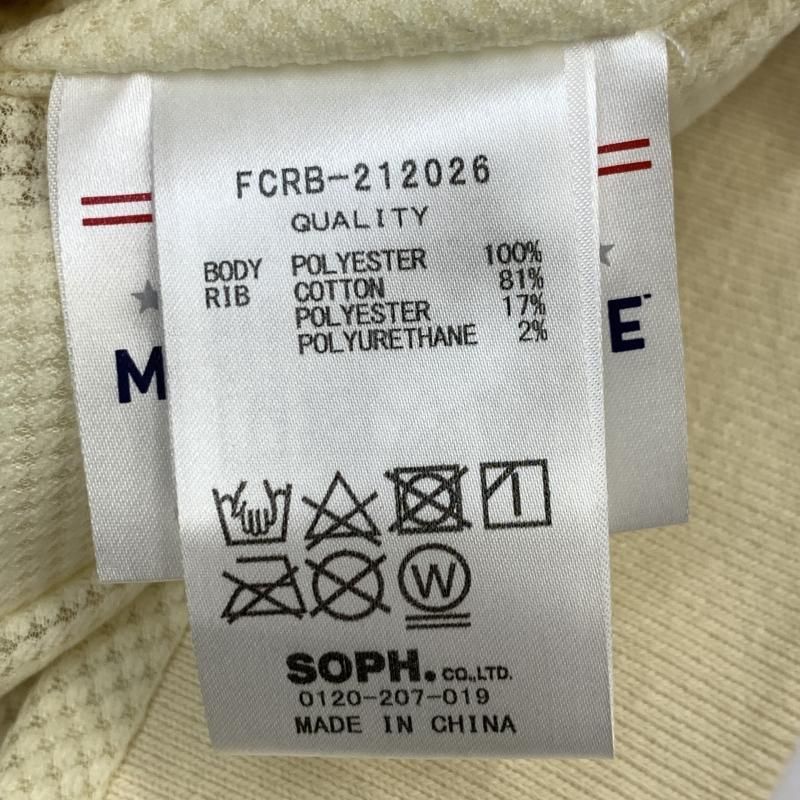 FCRB-212026
QUALITY
BODY POLYESTER 100%
RIB COTTON 81%
POLYESTER 17%
POLYURETHANE 2%
W
SOPH. CO.,LTD.
0120-207-019
MADE IN CHINA